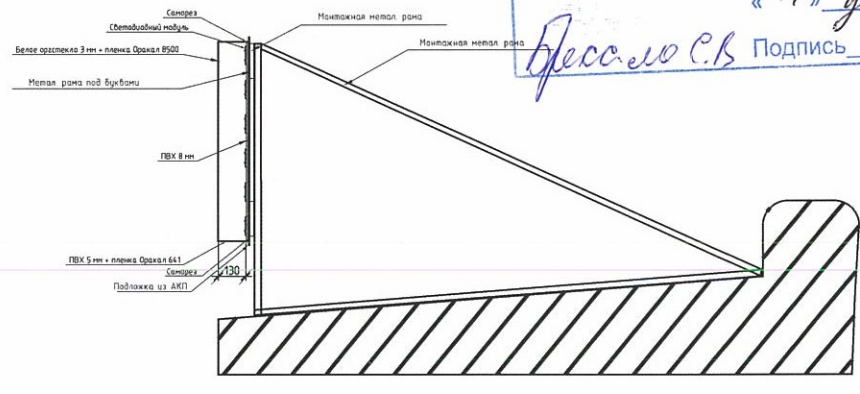 Саморез
Светодиодный модуль
Белое оргстекло 3 мм + пленка Оракал 8500
Метал. рама под буквами
ПВХ 8 мм
ПВХ 5 мм + пленка Оракал 641
Саморез
130
Подложка из АКП
Монтажная метал рама
Монтажная метал рама
С.В Подпись